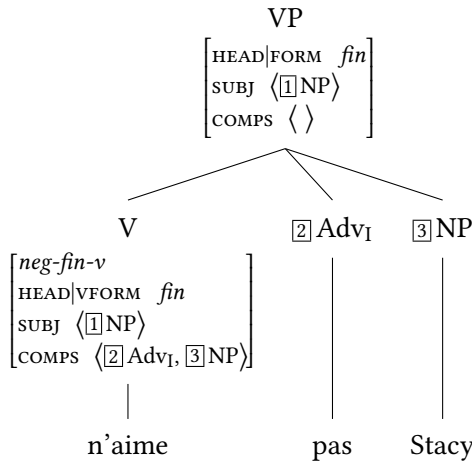 VP
HEAD|FORM fin
SUBJ ⟨[1]NP⟩
COMPS ⟨ ⟩
V [2]Adv_I [3]NP
neg-fin-v
HEAD|VFORM fin
SUBJ ⟨[1]NP⟩
COMPS ⟨[2]Adv_I, [3]NP⟩
n'aime pas Stacy